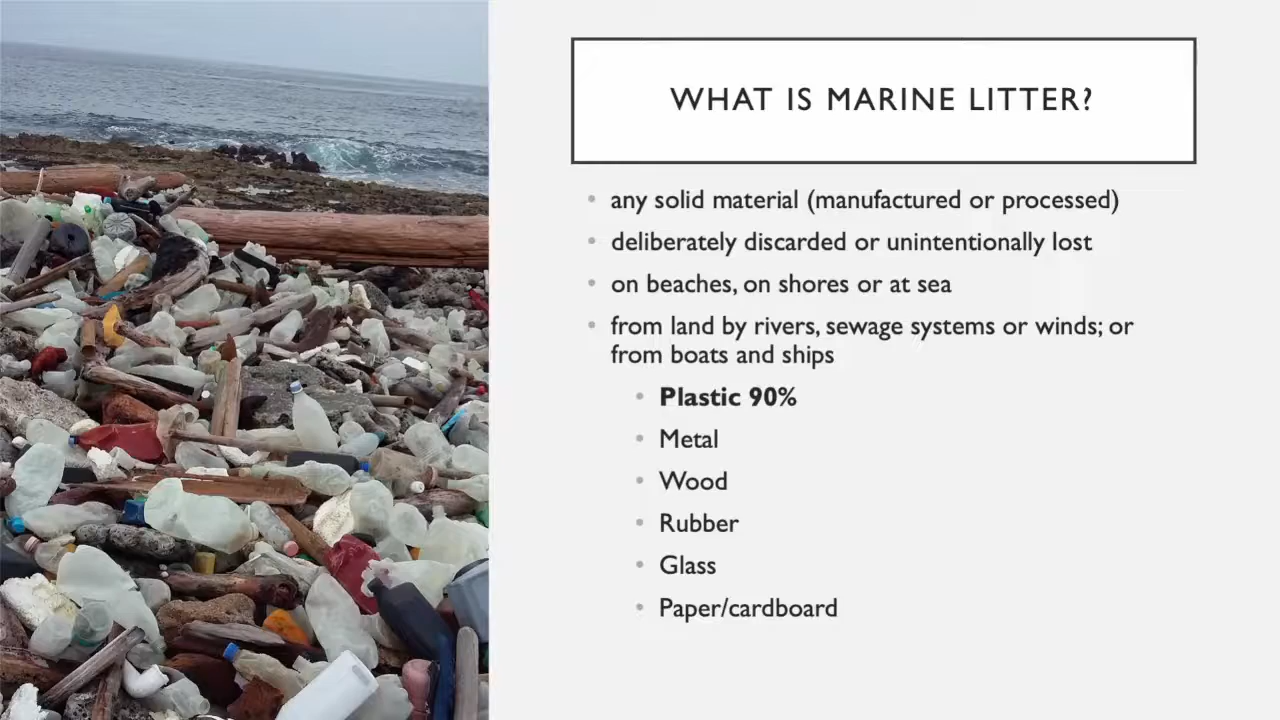 WHAT IS MARINE LITTER?
• any solid material (manufactured or processed)
• deliberately discarded or unintentionally lost
• on beaches, on shores or at sea
• from land by rivers, sewage systems or winds; or
from boats and ships
• Plastic 90%
• Metal
• Wood
• Rubber
• Glass
• Paper/cardboard